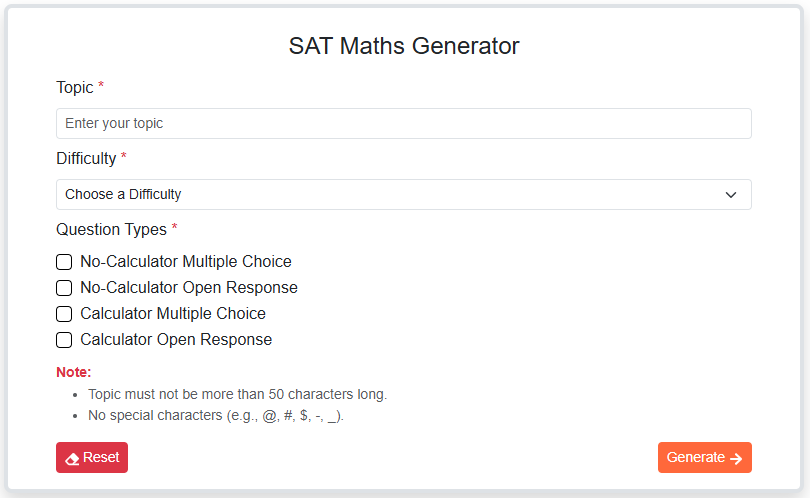 SAT Maths Generator
Topic *
Enter your topic
Difficulty *
Choose a Difficulty
Question Types *
No-Calculator Multiple Choice
No-Calculator Open Response
Calculator Multiple Choice
Calculator Open Response
Note:
• Topic must not be more than 50 characters long.
• No special characters (e.g., @, #, $, -, _).
Reset
Generate →